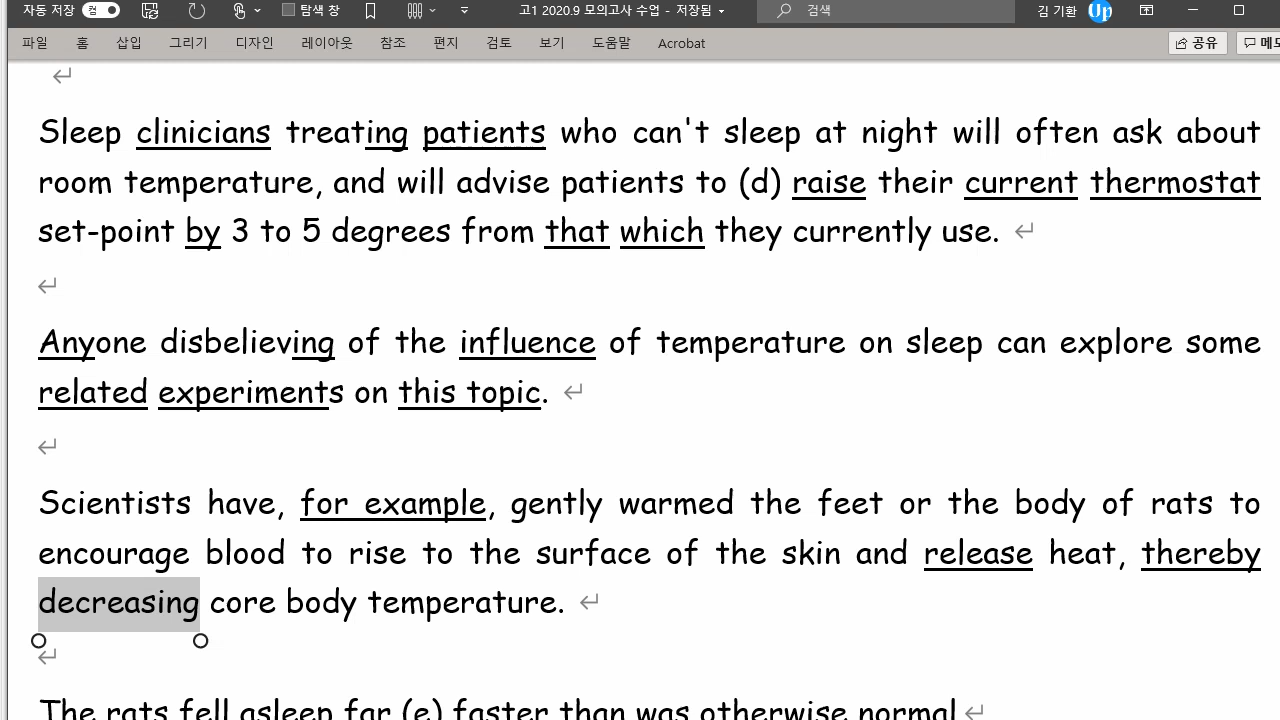 자동 저장 컴 탐색 창 고1 2020.9 모의고사 수업 - 저장됨 검색 김 기환 Up
파일 홈 삽입 그리기 디자인 레이아웃 참조 편지 검토 보기 도움말 Acrobat 공유 메모
Sleep clinicians treating patients who can't sleep at night will often ask about
room temperature, and will advise patients to (d) raise their current thermostat
set-point by 3 to 5 degrees from that which they currently use.
Anyone disbelieving of the influence of temperature on sleep can explore some
related experiments on this topic.
Scientists have, for example, gently warmed the feet or the body of rats to
encourage blood to rise to the surface of the skin and release heat, thereby
decreasing core body temperature.
The rats fell asleep far (e) faster than was otherwise normal.